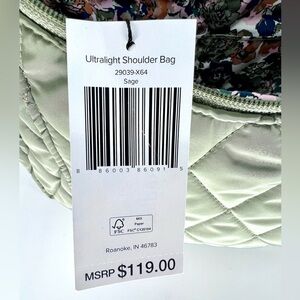 Ultralight Shoulder Bag
29039-X64
Sage
8 86003 86091 5
FSC
MIX
Paper
Roanoke, IN 46783
MSRP $119.00